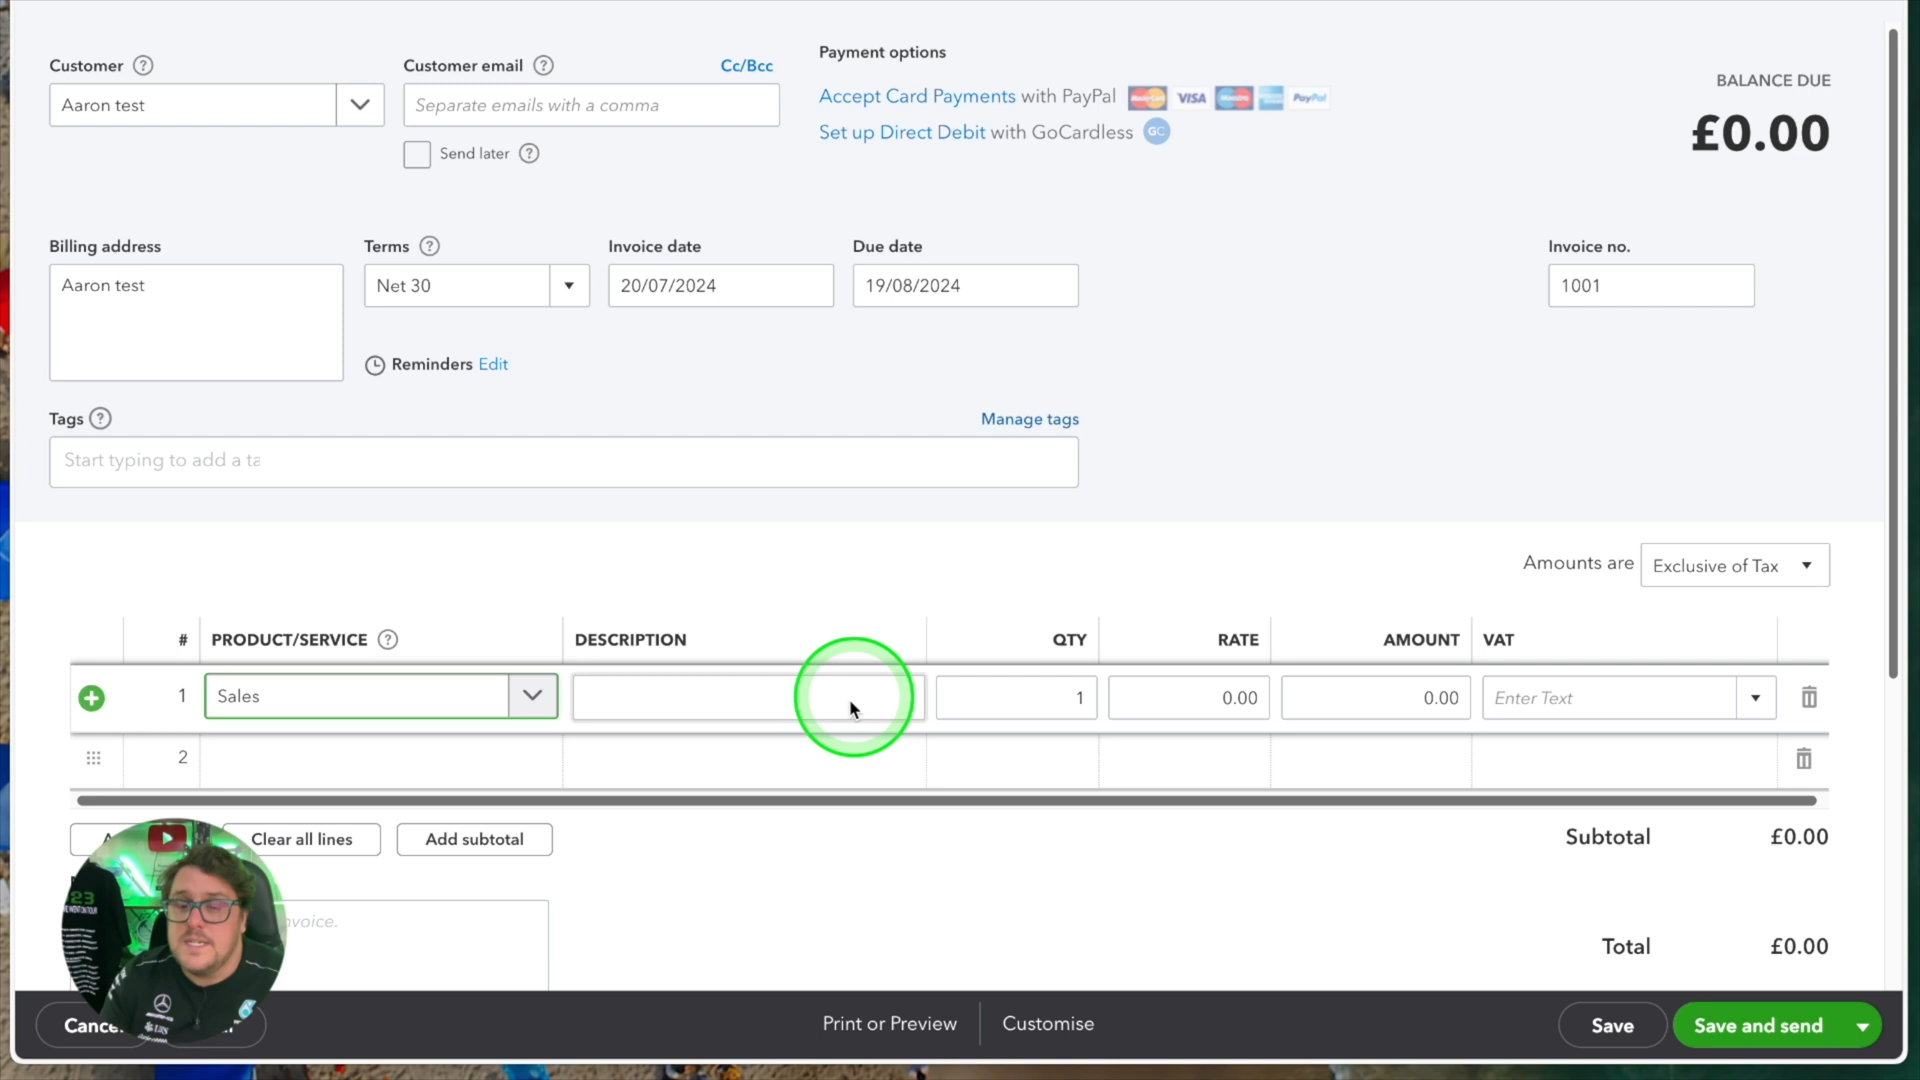 Customer
Customer email
Cc/Bcc
Payment options
BALANCE DUE
Aaron test
Separate emails with a comma
Accept Card Payments with PayPal
VISA
PayPal
£0.00
Set up Direct Debit with GoCardless GC
Send later
Billing address
Terms
Invoice date
Due date
Invoice no.
Aaron test
Net 30
20/07/2024
19/08/2024
1001
Reminders Edit
Tags
Manage tags
Start typing to add a ta
Amounts are
Exclusive of Tax
#
PRODUCT/SERVICE
DESCRIPTION
QTY
RATE
AMOUNT
VAT
1
Sales
1
0.00
0.00
Enter Text
2
Clear all lines
Add subtotal
Subtotal
£0.00
23
nvoice.
Total
£0.00
Print or Preview
Customise
Save
Save and send